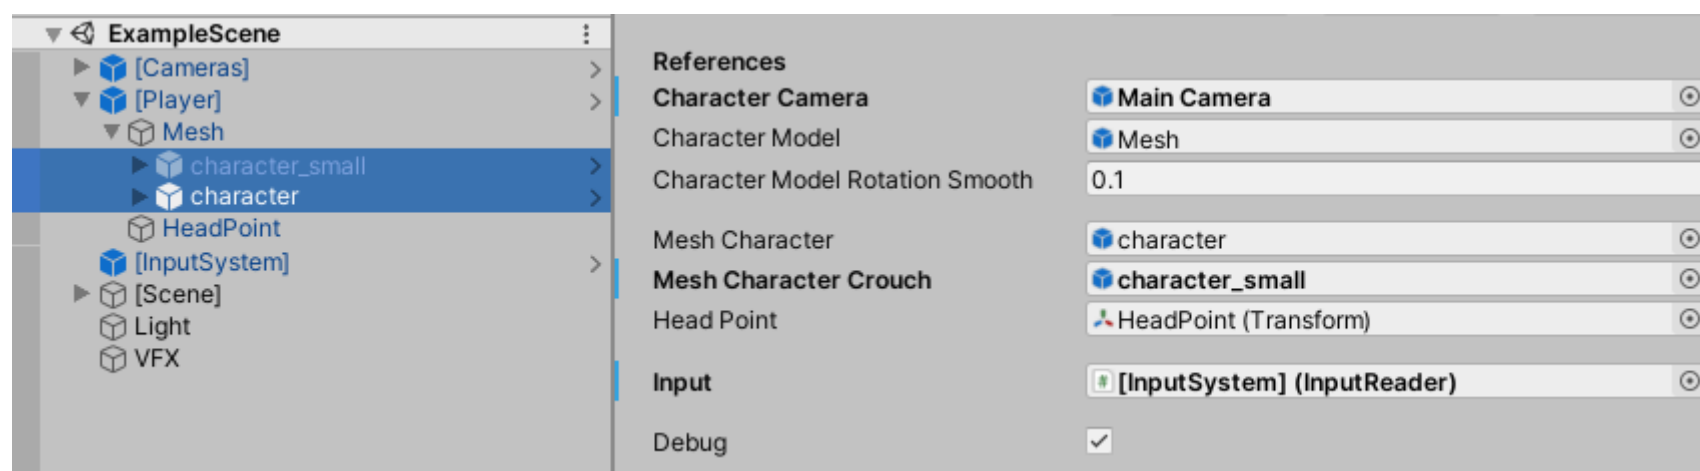 ExampleScene
[Cameras]
[Player]
Mesh
character_small
character
HeadPoint
[InputSystem]
[Scene]
Light
VFX
References
Character Camera Main Camera
Character Model Mesh
Character Model Rotation Smooth 0.1
Mesh Character character
Mesh Character Crouch character_small
Head Point HeadPoint (Transform)
Input [InputSystem] (InputReader)
Debug